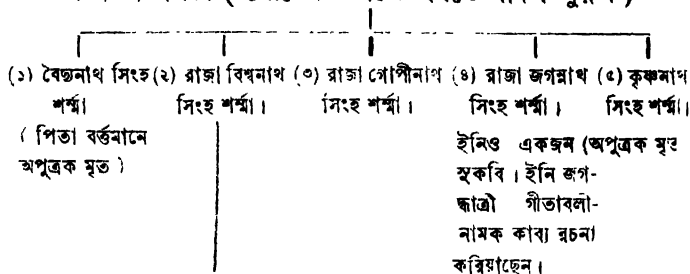 (১) বৈদ্যনাথ সিংহ (২) রাজা বিশ্বনাথ (৩) রাজা গোপীনাথ (৪) রাজা জগন্নাথ (৫) কৃষ্ণনাথ
শর্ম্মা সিংহ শর্ম্মা। সিংহ শর্ম্মা। সিংহ শর্ম্মা। সিংহ শর্ম্মা।
( পিতা বর্ত্তমানে ইনিও একজন (অপুত্রক মৃত
অপুত্রক মৃত ) সুকবি। ইনি জগ-
দ্ধাত্রী গীতাবলী-
নামক কাব্য রচনা
করিয়াছেন।